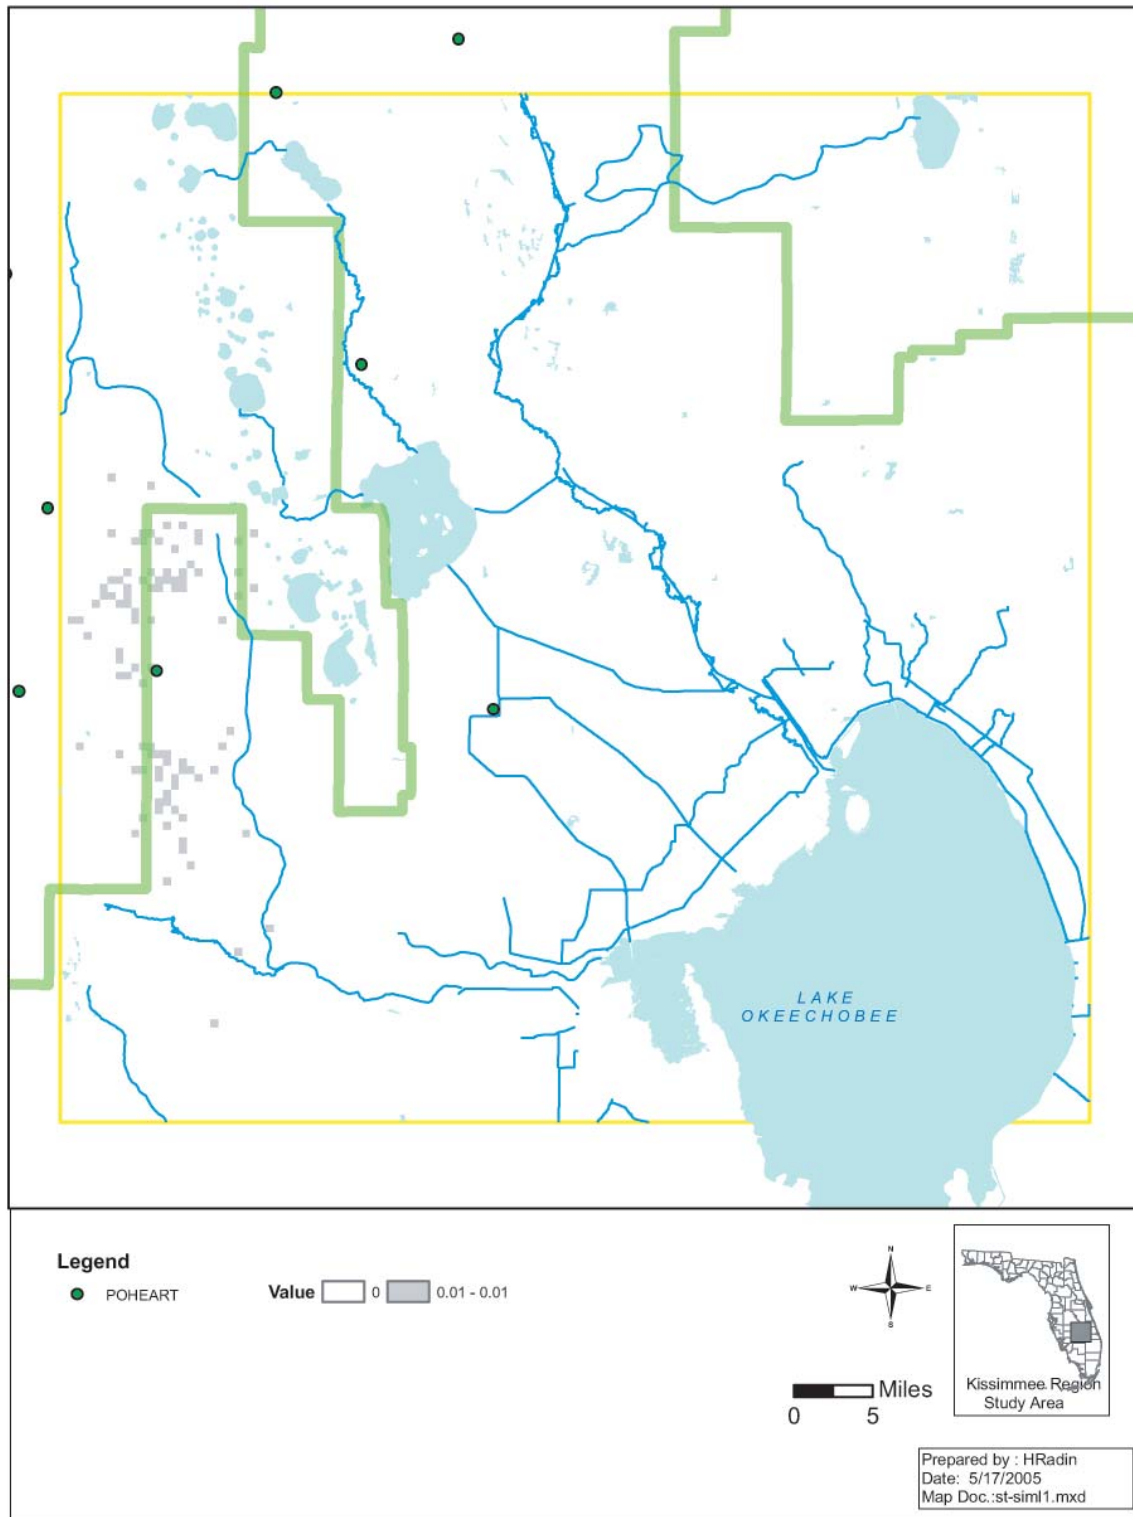 LAKE
OKEECHOBEE
Legend
POHEART
Value 0 0.01 - 0.01
N
W E
S
Miles
0 5
Kissimmee Region
Study Area
Prepared by : HRadin
Date: 5/17/2005
Map Doc.:st-siml1.mxd